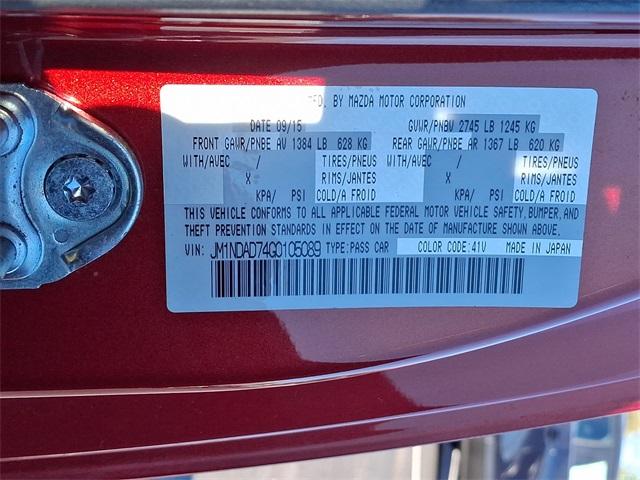 MFD. BY MAZDA MOTOR CORPORATION
DATE 09/15 GVWR/PNBV 2745 LB 1245 KG
FRONT GAWR/PNBE AV 1384 LB 628 KG REAR GAWR/PNBE AR 1367 LB 620 KG
WITH/AVEC / TIRES/PNEUS WITH/AVEC / TIRES/PNEUS
X RIMS/JANTES X RIMS/JANTES
KPA/ PSI COLD/A FROID KPA/ PSI COLD/A FROID
THIS VEHICLE CONFORMS TO ALL APPLICABLE FEDERAL MOTOR VEHICLE SAFETY, BUMPER, AND
THEFT PREVENTION STANDARDS IN EFFECT ON THE DATE OF MANUFACTURE SHOWN ABOVE.
VIN: JM1NDAD74G0105089 TYPE:PASS CAR COLOR CODE:41V MADE IN JAPAN